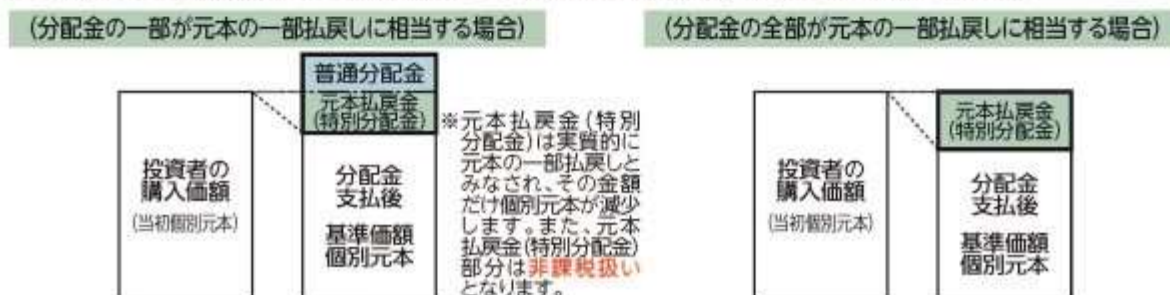 (分配金の一部が元本の一部払戻しに相当する場合)
普通分配金
元本払戻金
(特別分配金)
投資者の
購入価額
(当初個別元本)
分配金
支払後
基準価額
個別元本
※元本払戻金(特別
分配金)は実質的に
元本の一部払戻しと
みなされ、その金額
だけ個別元本が減少
します。また、元本
払戻金(特別分配金)
部分は非課税扱い
となります。
(分配金の全部が元本の一部払戻しに相当する場合)
元本払戻金
(特別分配金)
投資者の
購入価額
(当初個別元本)
分配金
支払後
基準価額
個別元本